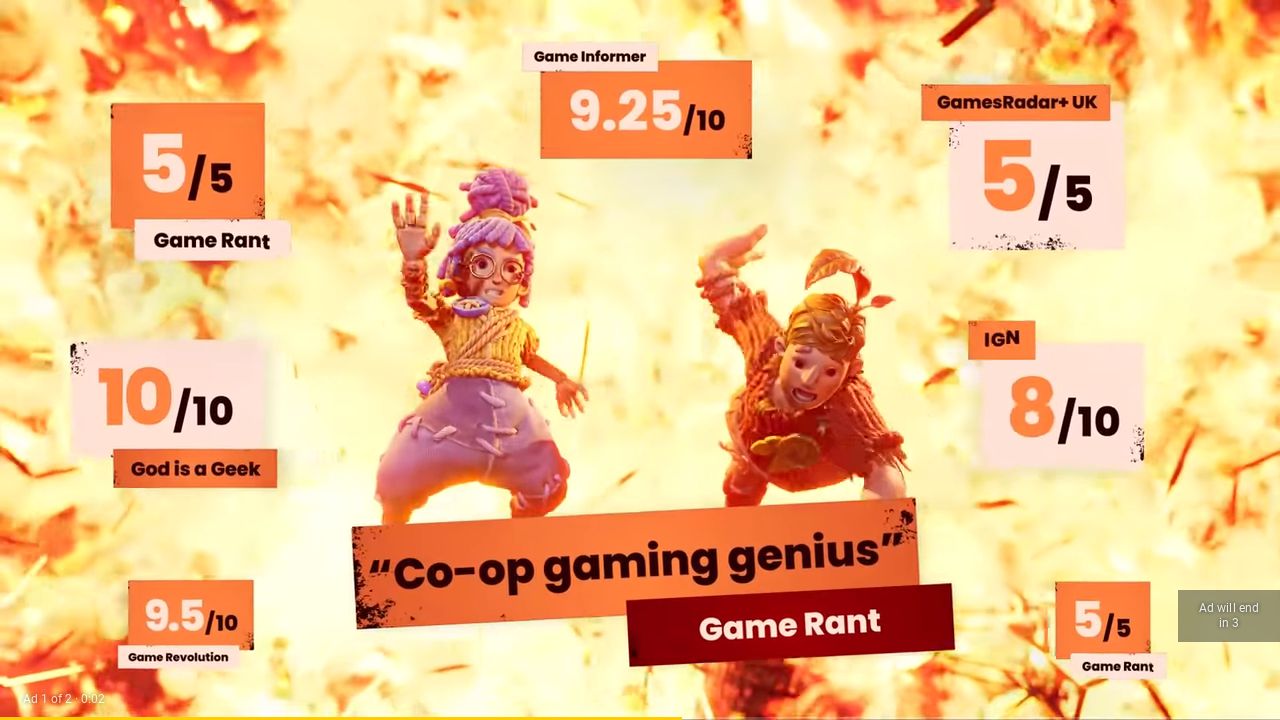 Game Informer
9.25/10
GamesRadar+ UK
5/5
5/5
Game Rant
IGN
8/10
10/10
God is a Geek
“Co-op gaming genius”
Game Rant
9.5/10
Game Revolution
5/5
Game Rant
Ad will end
in 3
Ad 1 of 2 · 0:02